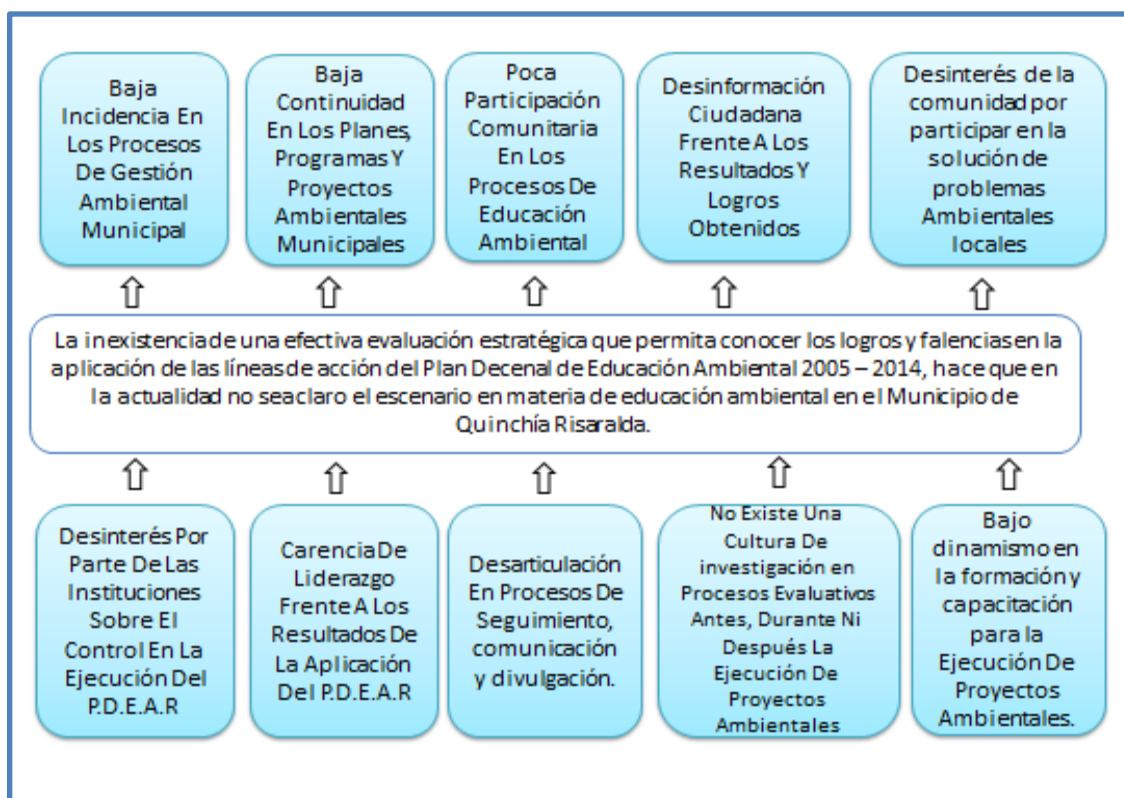 Baja
Incidencia En
Los Procesos
De Gestión
Ambiental
Municipal
Baja
Continuidad
En Los Planes,
Programas Y
Proyectos
Ambientales
Municipales
Poca
Participación
Comunitaria
En Los
Procesos De
Educación
Ambiental
Desinformación
Ciudadana
Frente A Los
Resultados Y
Logros
Obtenidos
Desinterés de la
comunidad por
participar en la
solución de
problemas
Ambientales
locales
La inexistencia de una efectiva evaluación estratégica que permita conocer los logros y falencias en la
aplicación de las líneas de acción del Plan Decenal de Educación Ambiental 2005 – 2014, hace que en
la actualidad no sea claro el escenario en materia de educación ambiental en el Municipio de
Quinchía Risaralda.
Desinterés Por
Parte De Las
Instituciones
Sobre El
Control En La
Ejecución Del
P.D.E.A.R
Carencia De
Liderazgo
Frente A Los
Resultados De
La Aplicación
Del P.D.E.A.R
Desarticulación
En Procesos De
Seguimiento,
comunicación
y divulgación.
No Existe Una
Cultura De
investigación en
Procesos Evaluativos
Antes, Durante Ni
Después La
Ejecución De
Proyectos
Ambientales
Bajo
dinamismo en
la formación y
capacitación
para la
Ejecución De
Proyectos
Ambientales.